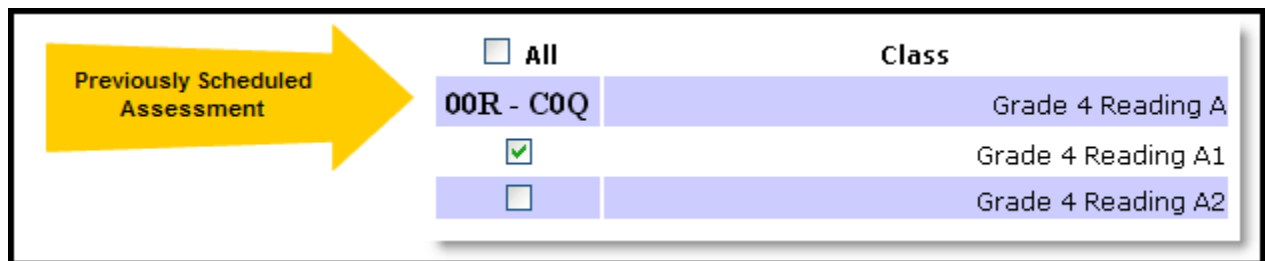 Previously Scheduled
Assessment
All Class
00R - C0Q Grade 4 Reading A
Grade 4 Reading A1
Grade 4 Reading A2